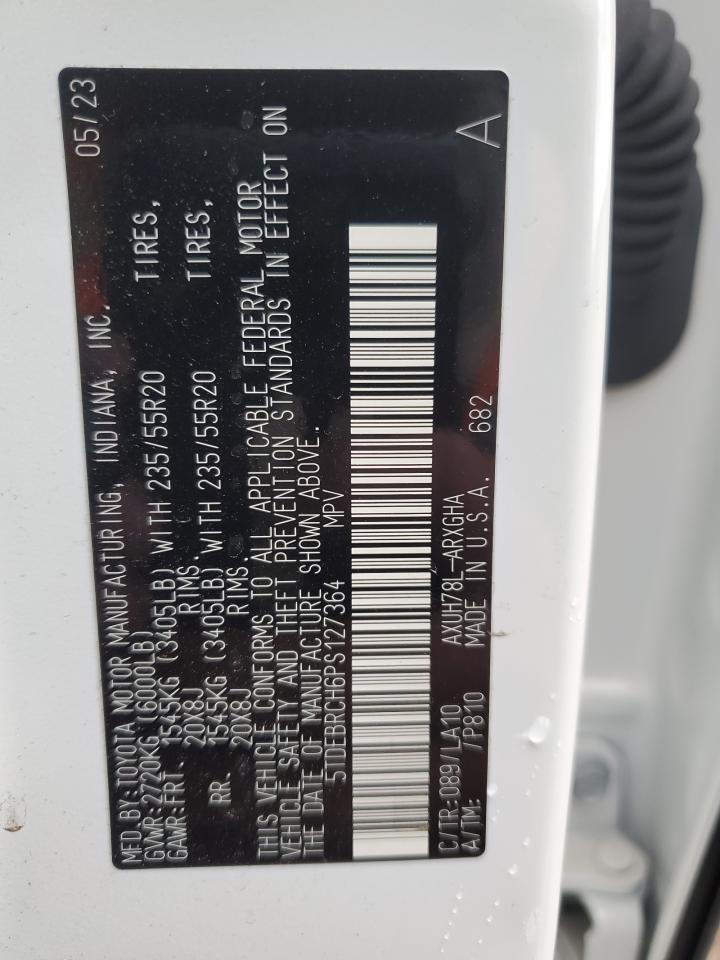 MFD.BY:TOYOTA MOTOR MANUFACTURING, INDIANA, INC. 05/23
GVWR:2720KG (6000LB)
GAWR:FRT. 1545KG (3405LB) WITH 235/55R20 TIRES,
20X8J RIMS.
RR. 1545KG (3405LB) WITH 235/55R20 TIRES,
20X8J RIMS.
THIS VEHICLE CONFORMS TO ALL APPLICABLE FEDERAL MOTOR
VEHICLE SAFETY AND THEFT PREVENTION STANDARDS IN EFFECT ON
THE DATE OF MANUFACTURE SHOWN ABOVE.
5TDEBRCH6PS127364 MPV
C/TR:089/LA10 AXUH78L-ARXGHA
A/TM: /P810 MADE IN U.S.A. 682 A